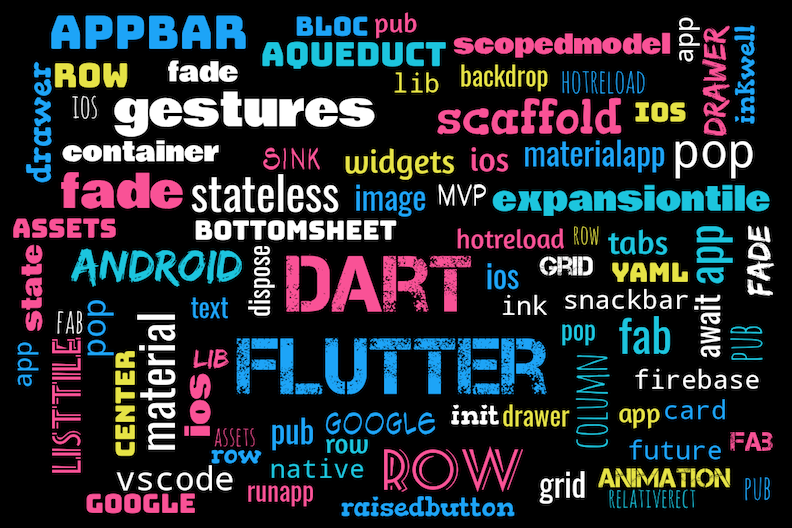 APPBAR
BLOC
pub
AQUEDUCT
scopedmodel
app
DRAWER
inkwell
drawer
ROW
fade
lib
backdrop
HOTRELOAD
IOS
gestures
scaffold
IOS
container
SINK
widgets
ios
materialapp
pop
fade
stateless
image
MVP
expansiontile
ASSETS
BOTTOMSHEET
hotreload
ROW
tabs
app
FADE
state
ANDROID
dispose
DART
ios
GRID
YAML
FAB
pop
text
ink
snackbar
await
app
material
FLUTTER
pop
fab
PUB
LISTTILE
CENTER
ios
LIB
COLUMN
firebase
ASSETS
pub
GOOGLE
init
drawer
app
card
row
row
native
ROW
future
FAB
vscode
grid
ANIMATION
GOOGLE
runapp
raisedbutton
RELATIVERECT
PUB